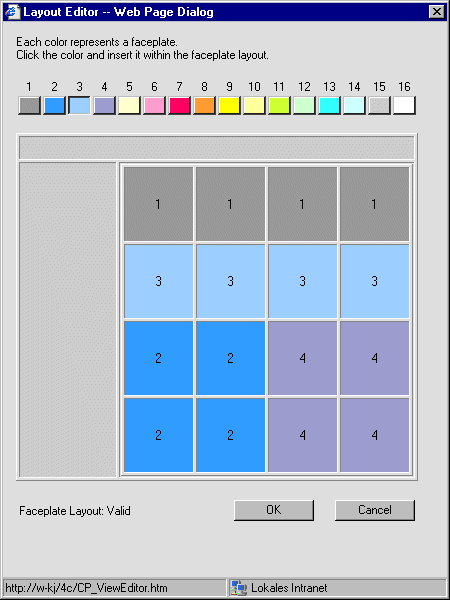 Layout Editor -- Web Page Dialog
Each color represents a faceplate.
Click the color and insert it within the faceplate layout.
1 2 3 4 5 6 7 8 9 10 11 12 13 14 15 16
1 1 1 1
3 3 3 3
2 2 4 4
2 2 4 4
Faceplate Layout: Valid OK Cancel
http://w-kj/4c/CP_ViewEditor.htm Lokales Intranet